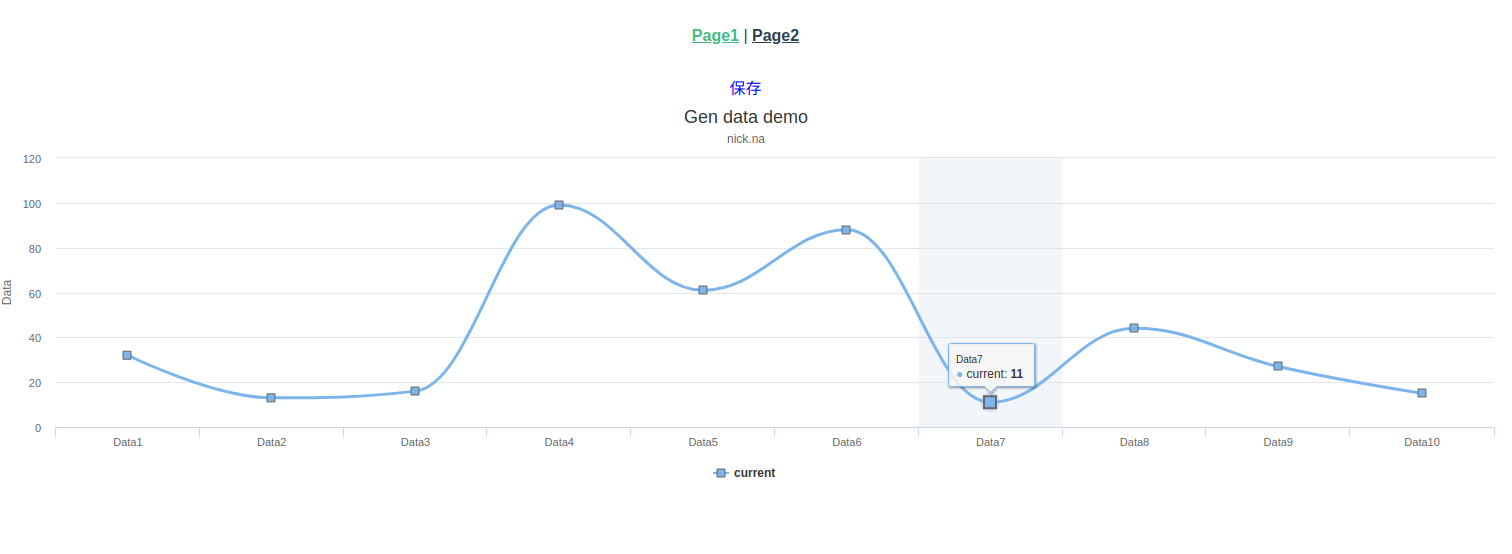 Page1 | Page2
保存
Gen data demo
nick.na
120
100
80
60
40
20
0
Data
Data7
● current: 11
Data1 Data2 Data3 Data4 Data5 Data6 Data7 Data8 Data9 Data10
current